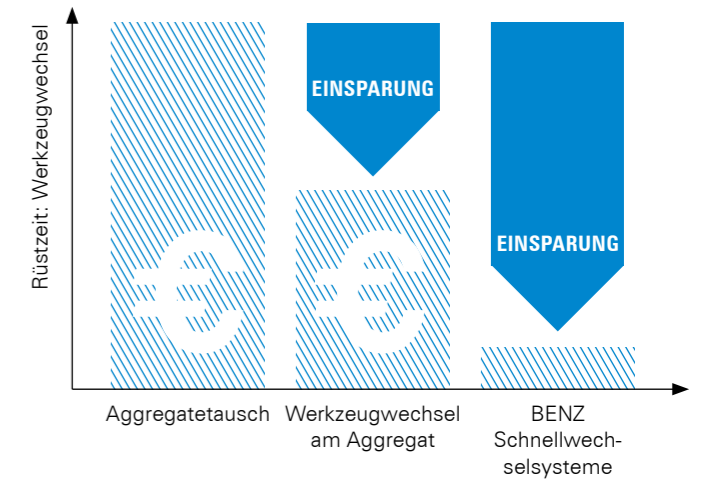 Rüstzeit: Werkzeugwechsel
EINSPARUNG
EINSPARUNG
€
€
Aggregatetausch
Werkzeugwechsel
am Aggregat
BENZ
Schnellwech-
selsysteme